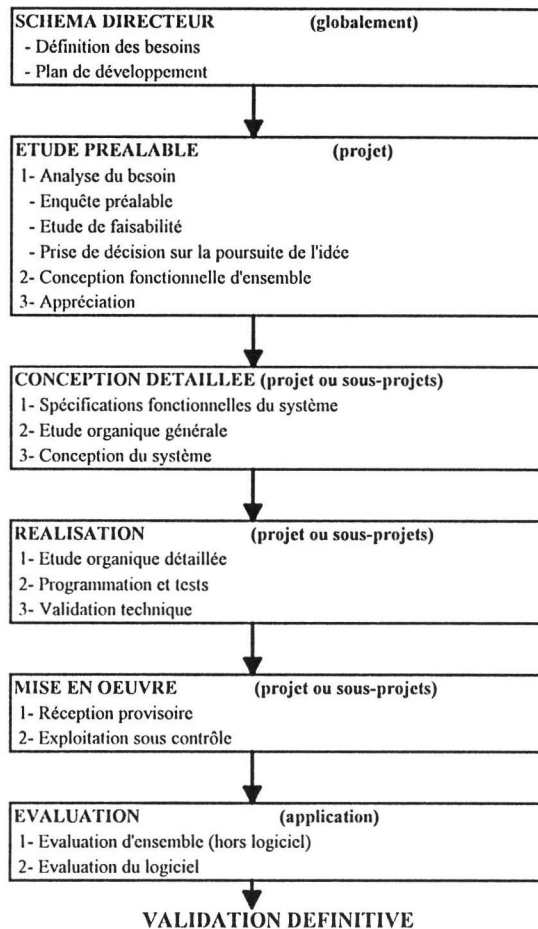 SCHEMA DIRECTEUR (globalement)
- Définition des besoins
- Plan de développement
ETUDE PREALABLE (projet)
1- Analyse du besoin
- Enquête préalable
- Etude de faisabilité
- Prise de décision sur la poursuite de l'idée
2- Conception fonctionnelle d'ensemble
3- Appréciation
CONCEPTION DETAILLEE (projet ou sous-projets)
1- Spécifications fonctionnelles du système
2- Etude organique générale
3- Conception du système
REALISATION (projet ou sous-projets)
1- Etude organique détaillée
2- Programmation et tests
3- Validation technique
MISE EN OEUVRE (projet ou sous-projets)
1- Réception provisoire
2- Exploitation sous contrôle
EVALUATION (application)
1- Evaluation d'ensemble (hors logiciel)
2- Evaluation du logiciel
VALIDATION DEFINITIVE